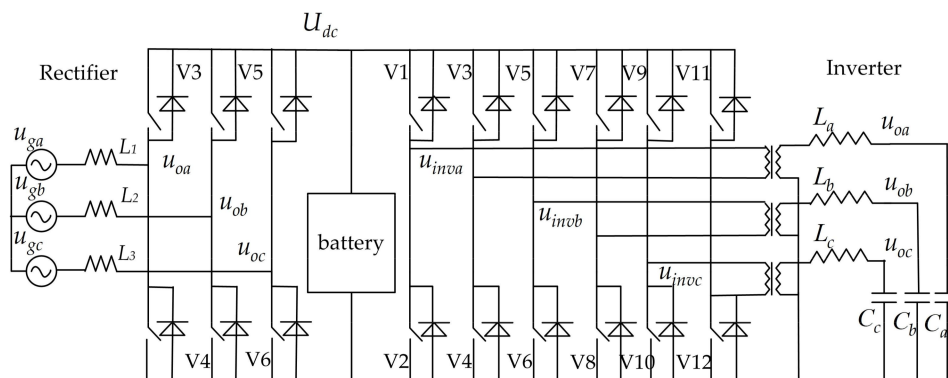 U_dc
Rectifier
V3 V5
V1 V3 V5 V7 V9 V11
Inverter
u_ga L_1 u_oa
u_gb L_2 u_ob
u_gc L_3 u_oc
battery
u_inva
u_invb
u_invc
L_a u_oa
L_b u_ob
L_c u_oc
C_c C_b C_a
V4 V6
V2 V4 V6 V8 V10 V12